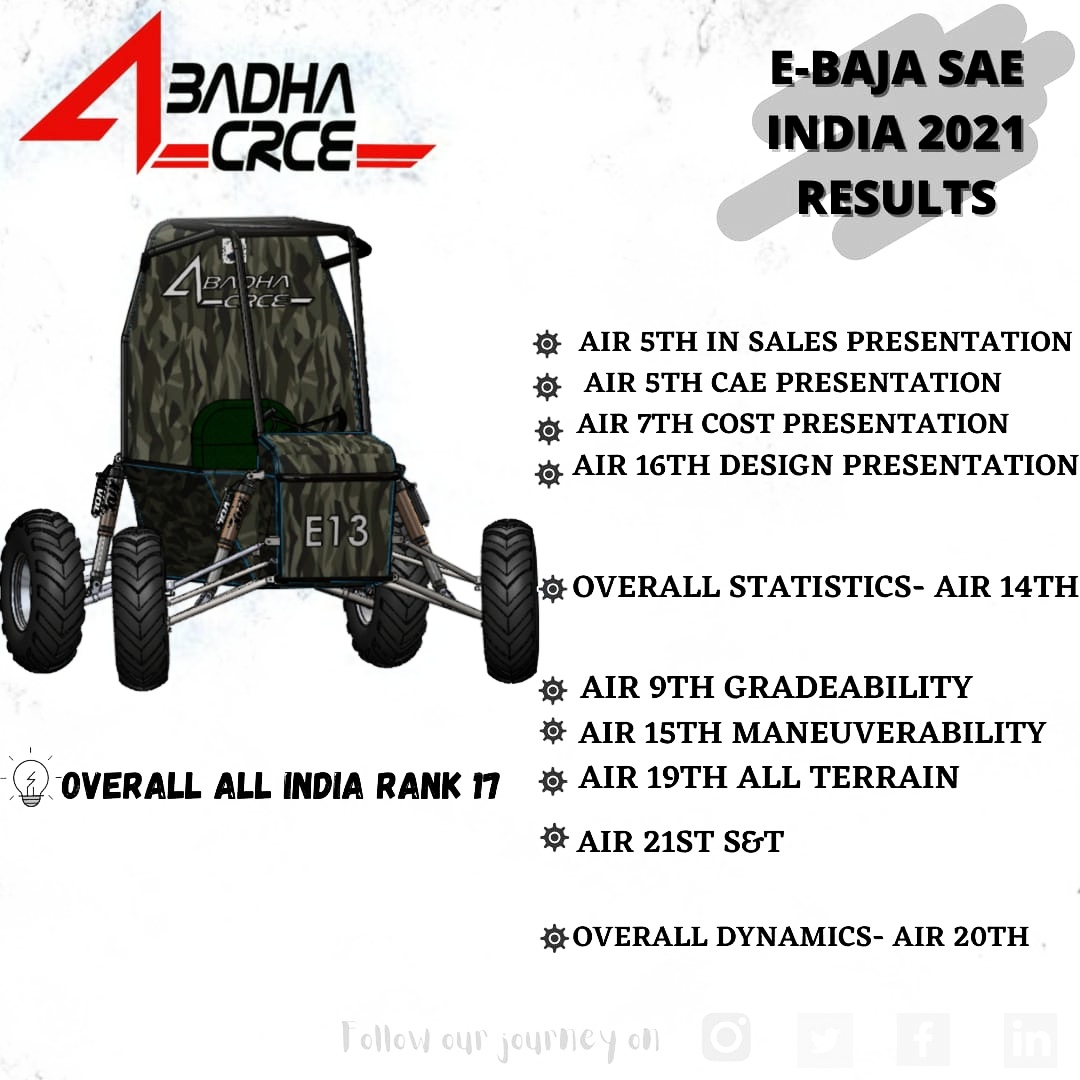 ABADHA
CRCE
E-BAJA SAE
INDIA 2021
RESULTS
ABADHA
CRCE
E13
AIR 5TH IN SALES PRESENTATION
AIR 5TH CAE PRESENTATION
AIR 7TH COST PRESENTATION
AIR 16TH DESIGN PRESENTATION
OVERALL STATISTICS- AIR 14TH
AIR 9TH GRADEABILITY
AIR 15TH MANEUVERABILITY
AIR 19TH ALL TERRAIN
AIR 21ST S&T
OVERALL DYNAMICS- AIR 20TH
OVERALL ALL INDIA RANK 17
Follow our journey on